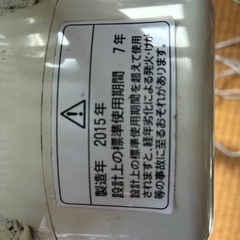 製造年 2015年
設計上の標準使用期間 7年
設計上の標準使用期間を超えて使用
されますと、経年劣化による発火・けが
等の事故に至るおそれがあります。